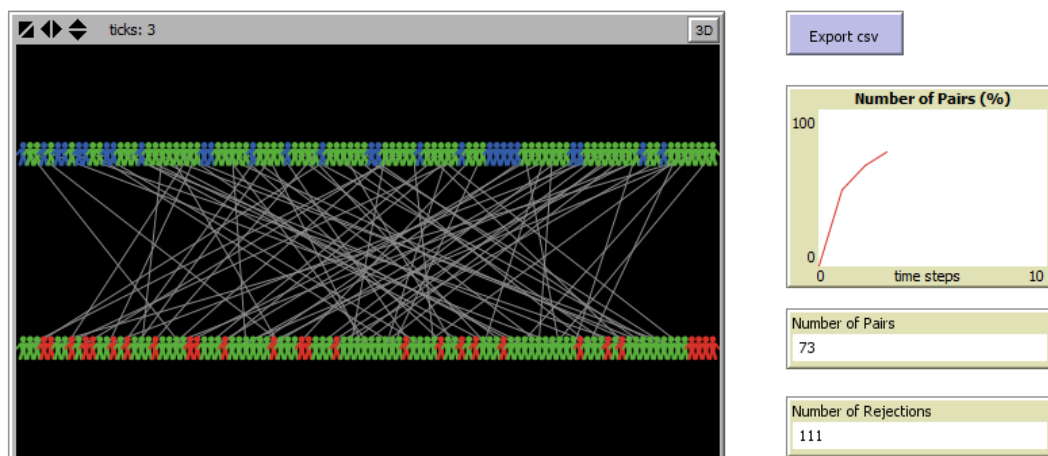 ticks: 3
3D
Export csv
Number of Pairs (%)
100
0
0 time steps 10
Number of Pairs
73
Number of Rejections
111